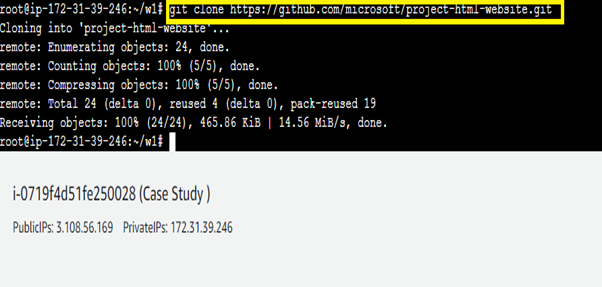 root@ip-172-31-39-246:~/w1# git clone https://github.com/microsoft/project-html-website.git
Cloning into 'project-html-website'...
remote: Enumerating objects: 24, done.
remote: Counting objects: 100% (5/5), done.
remote: Compressing objects: 100% (5/5), done.
remote: Total 24 (delta 0), reused 4 (delta 0), pack-reused 19
Receiving objects: 100% (24/24), 465.86 KiB | 14.56 MiB/s, done.
root@ip-172-31-39-246:~/w1#
i-0719f4d51fe250028 (Case Study )
PublicIPs: 3.108.56.169 PrivateIPs: 172.31.39.246